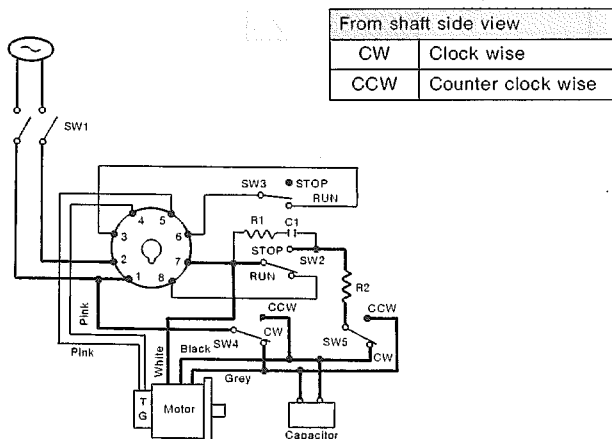 From shaft side view
CW Clock wise
CCW Counter clock wise
SW1
SW3 STOP
RUN
4 5
3 6
2 7
1 8
R1 C1
STOP SW2
RUN
R2
Pink
Pink
White
CCW
CW
SW4
Black
Grey
CCW
SW5
CW
T
G
Motor
Capacitor